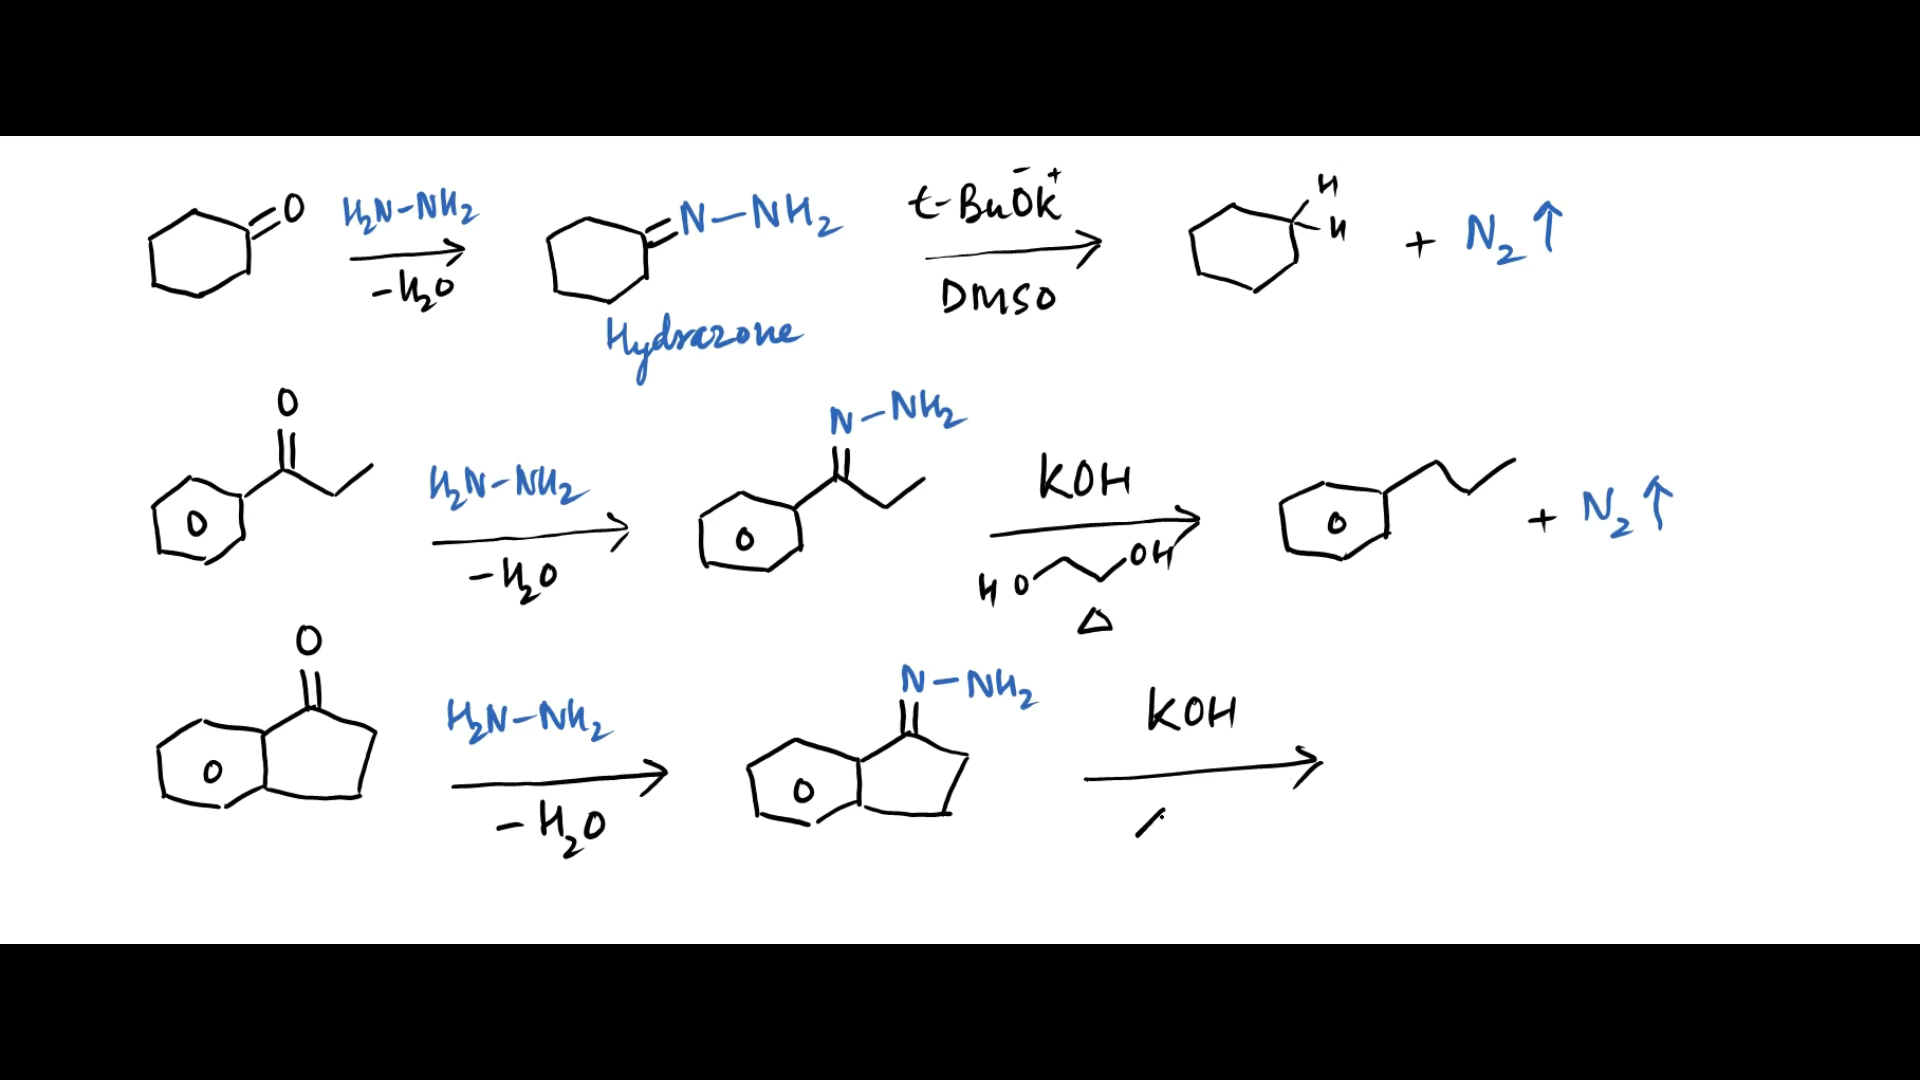 O H₂N-NH₂ -H₂O N-NH₂ t-BuO⁻K⁺ DMSO H H + N₂ ↑
Hydrazone
O O H₂N-NH₂ -H₂O N-NH₂ O KOH HO OH Δ O + N₂ ↑
O O H₂N-NH₂ -H₂O N-NH₂ O KOH